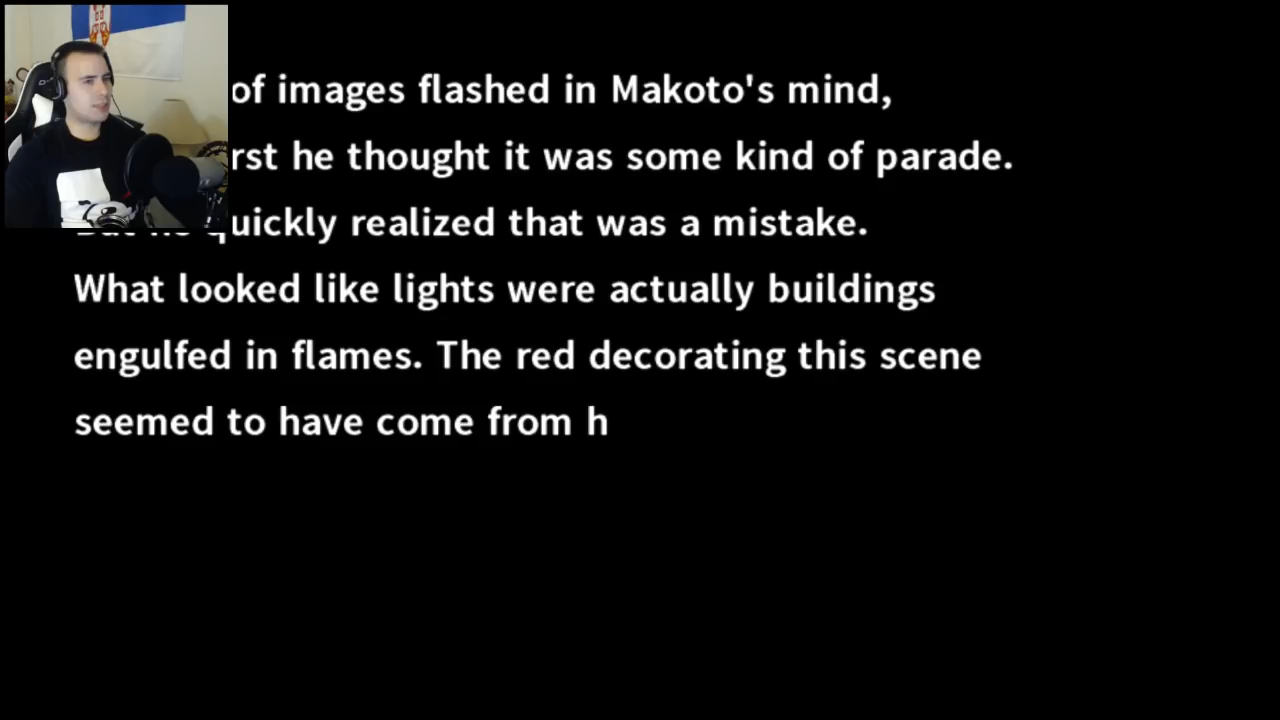 of images flashed in Makoto's mind,
he thought it was some kind of parade.
quickly realized that was a mistake.
What looked like lights were actually buildings
engulfed in flames. The red decorating this scene
seemed to have come from h